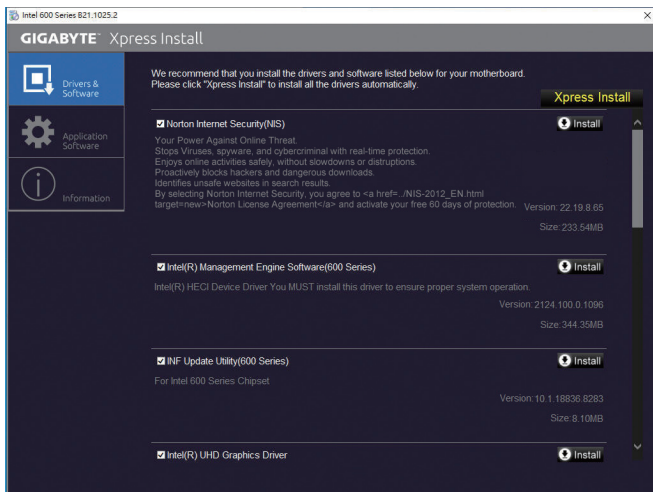 Intel 600 Series B21.1025.2
GIGABYTE™ Xpress Install
Drivers &
Software
Application
Software
Information
We recommend that you install the drivers and software listed below for your motherboard.
Please click "Xpress Install" to install all the drivers automatically.
Xpress Install
Norton Internet Security(NIS)
Install
Your Power Against Online Threat.
Stops Viruses, spyware, and cybercriminal with real-time protection.
Enjoys online activities safely, without slowdowns or distruptions.
Proactively blocks hackers and dangerous downloads.
Identifies unsafe websites in search results.
By selecting Norton Internet Security, you agree to <a href=../NIS-2012_EN.html
target=new>Norton License Agreement</a> and activate your free 60 days of protection.
Version: 22.19.8.65
Size:233.54MB
Intel(R) Management Engine Software(600 Series)
Install
Intel(R) HECI Device Driver You MUST install this driver to ensure proper system operation.
Version:2124.100.0.1096
Size:344.35MB
INF Update Utility(600 Series)
Install
For Intel 600 Series Chipset
Version:10.1.18836.8283
Size:8.10MB
Intel(R) UHD Graphics Driver
Install